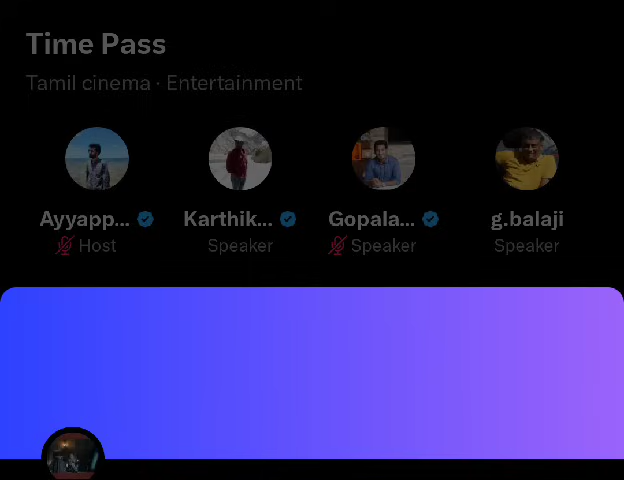 Time Pass
Tamil cinema · Entertainment
Ayyapp... Karthik... Gopala... g.balaji
Host Speaker Speaker Speaker